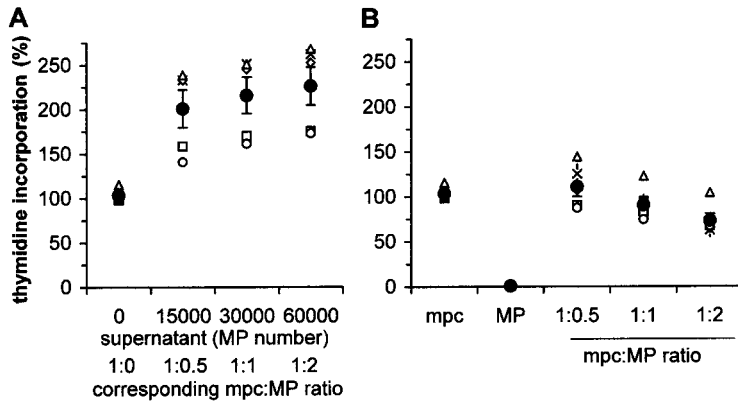 A
thymidine incorporation (%)
250
200
150
100
50
0
0 15000 30000 60000
supernatant (MP number)
1:0 1:0.5 1:1 1:2
corresponding mpc:MP ratio
B
250
200
150
100
50
0
mpc MP 1:0.5 1:1 1:2
mpc:MP ratio